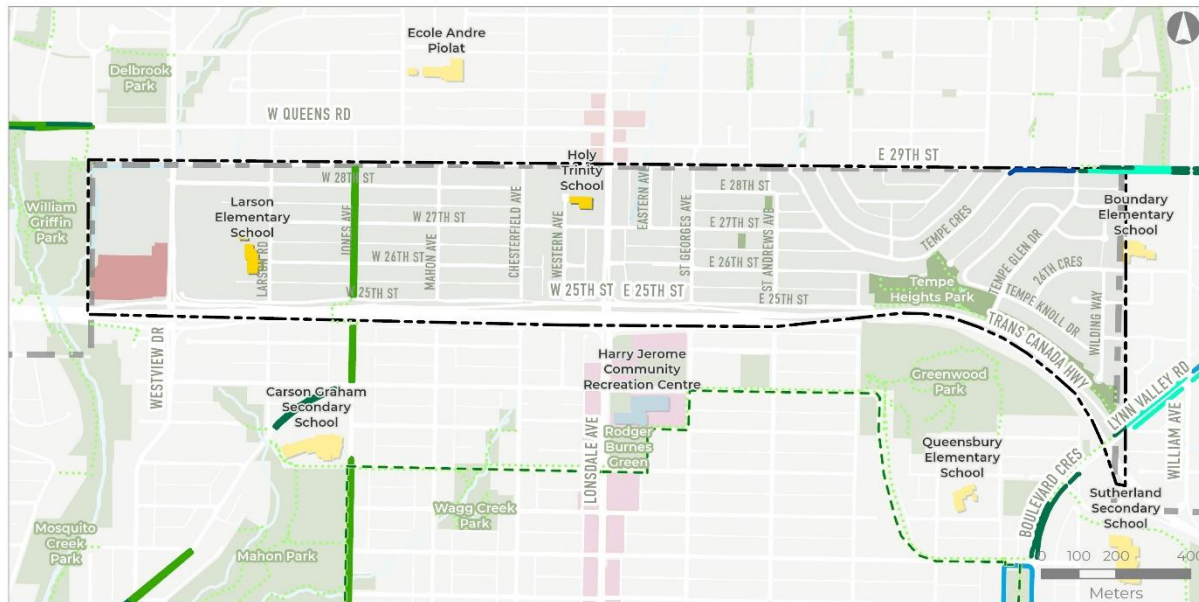 Ecole Andre
Piolat
Delbrook
Park
W QUEENS RD
E 29TH ST
Holy
Trinity
School
W 28TH ST
E 28TH ST
EASTERN AVE
Boundary
Elementary
School
William
Griffin
Park
Larson
Elementary
School
JONES AVE
W 27TH ST
E 27TH ST
TEMPE CRES
TEMPE GLEN DR
26TH CRES
LARSON RD
W 26TH ST
MAHON AVE
CHESTERFIELD AVE
WESTERN AVE
ST GEORGES AVE
E 26TH ST
ST ANDREWS AVE
W 25TH ST
W 25TH ST
E 25TH ST
E 25TH ST
Tempe
Heights Park
TEMPE KNOLL DR
WILDING WAY
TRANS CANADA HWY
WESTVIEW DR
Harry Jerome
Community
Recreation Centre
Greenwood
Park
LYNN VALLEY RD
Carson Graham
Secondary
School
LONSDALE AVE
Rodger
Burnes
Green
Queensbury
Elementary
School
WILLIAM AVE
BOULEVARD CRES
Sutherland
Secondary
School
Wagg Creek
Park
Mosquito
Creek
Park
Mahon Park
0 100 200 400
Meters